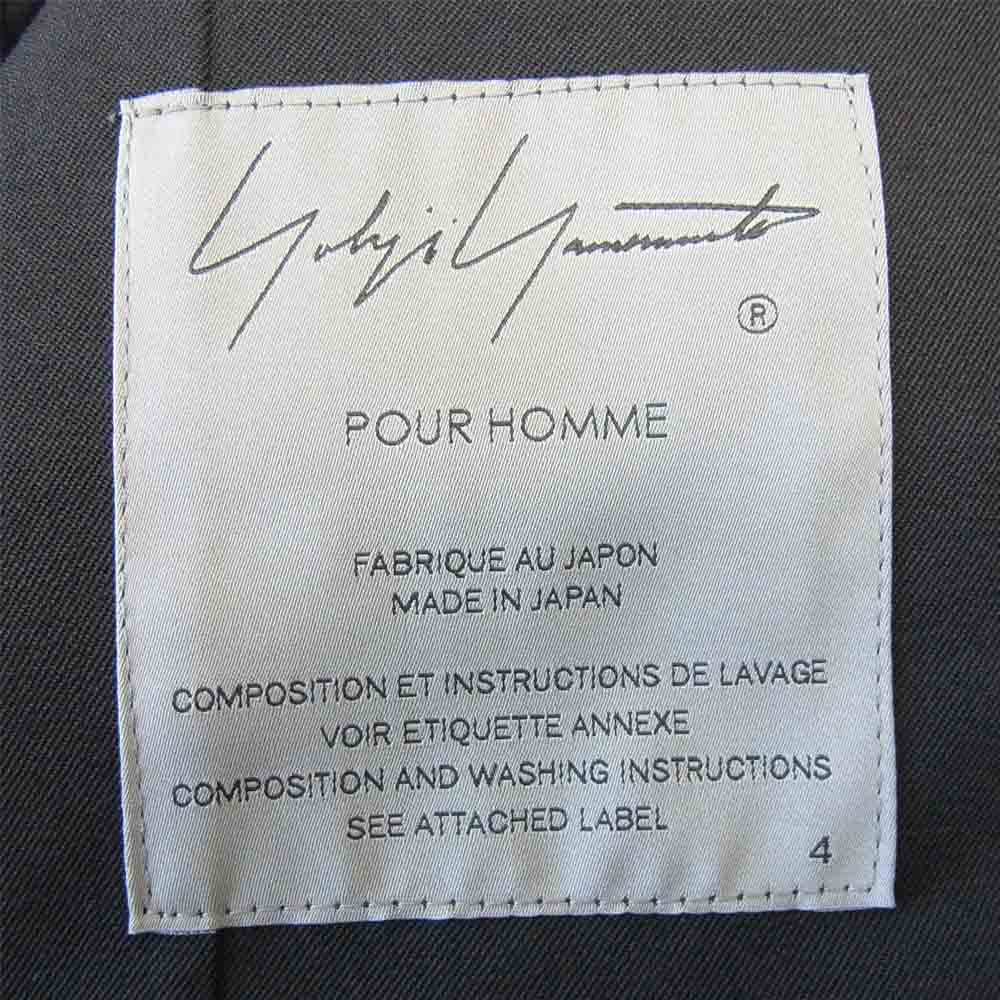 Yohji Yamamoto
®
POUR HOMME
FABRIQUE AU JAPON
MADE IN JAPAN
COMPOSITION ET INSTRUCTIONS DE LAVAGE
VOIR ETIQUETTE ANNEXE
COMPOSITION AND WASHING INSTRUCTIONS
SEE ATTACHED LABEL
4